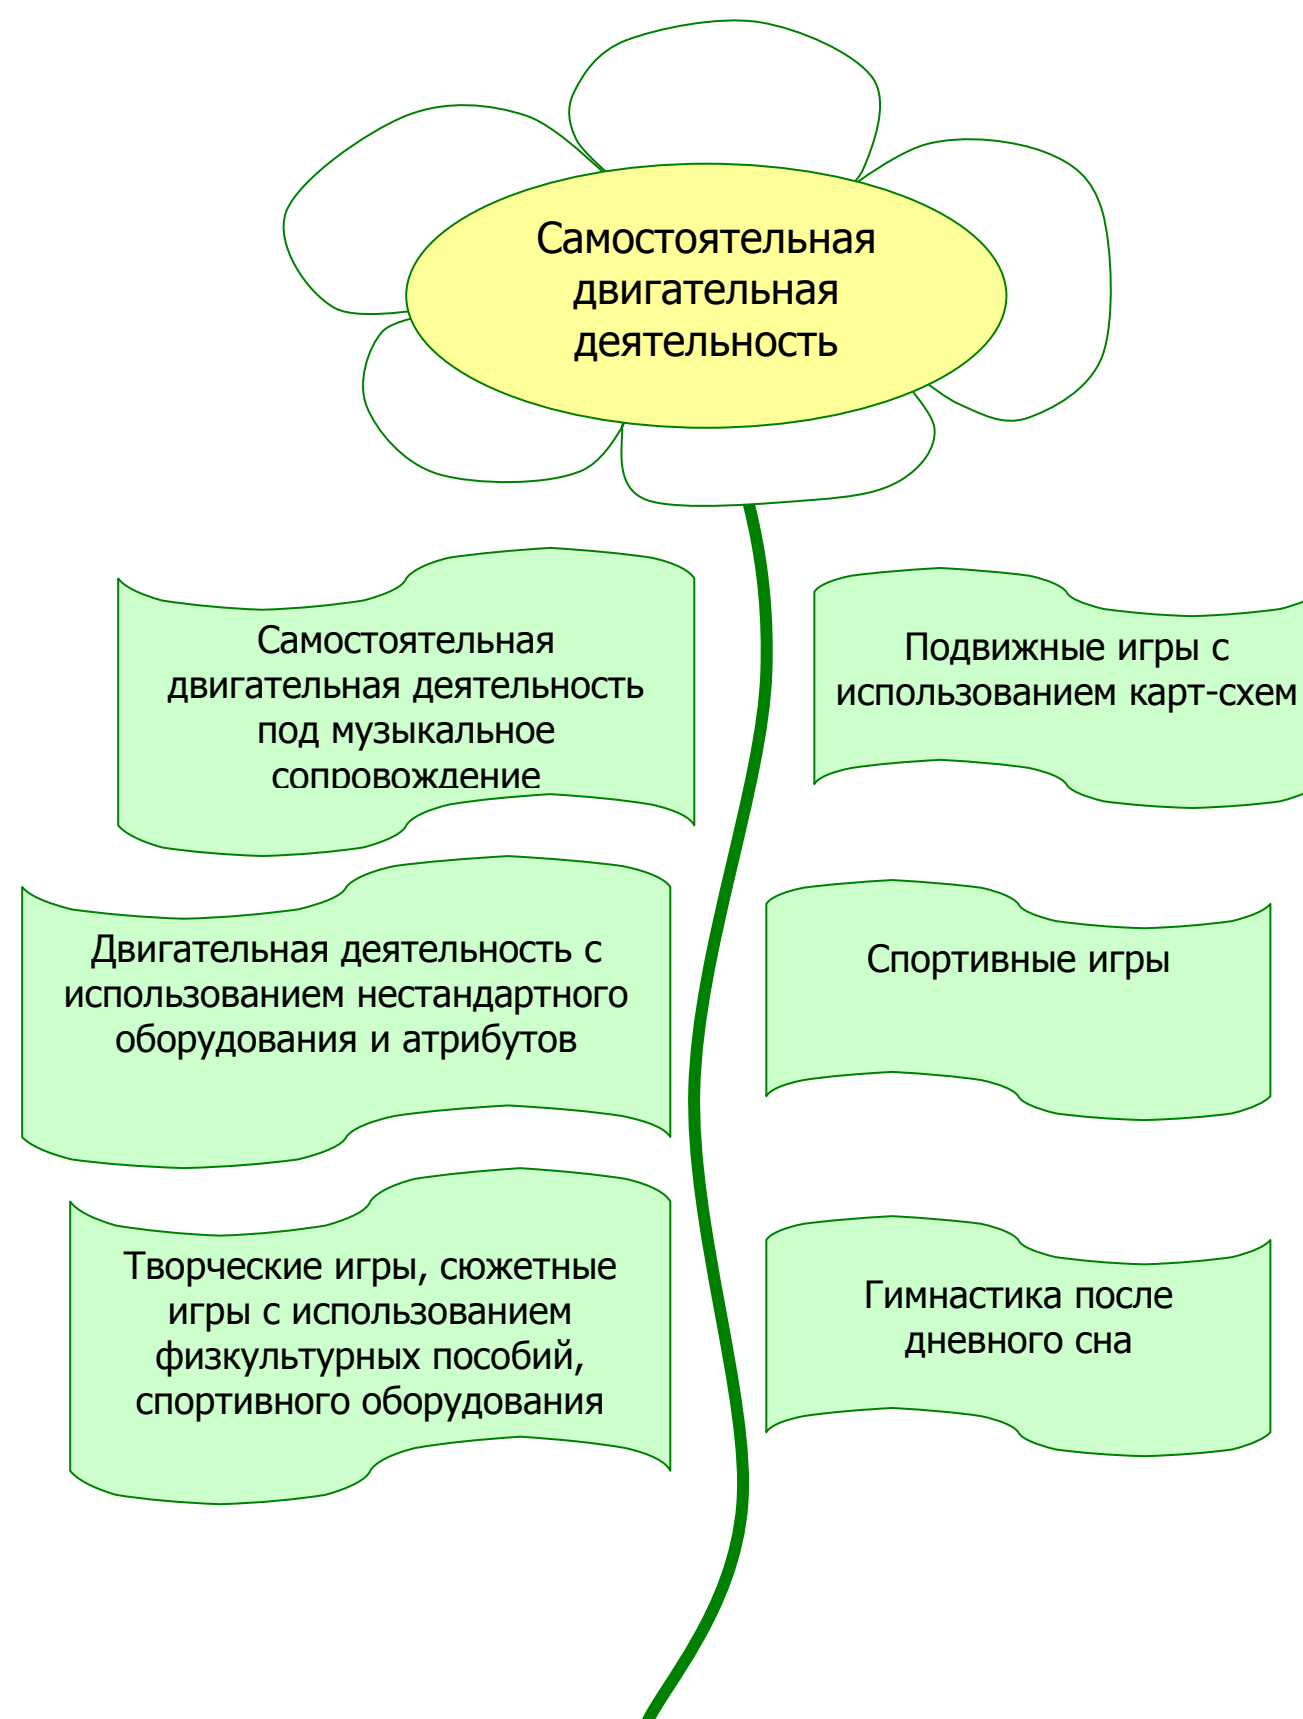 Самостоятельная
двигательная
деятельность
Самостоятельная
двигательная деятельность
под музыкальное
сопровождение
Подвижные игры с
использованием карт-схем
Двигательная деятельность с
использованием нестандартного
оборудования и атрибутов
Спортивные игры
Творческие игры, сюжетные
игры с использованием
физкультурных пособий,
спортивного оборудования
Гимнастика после
дневного сна